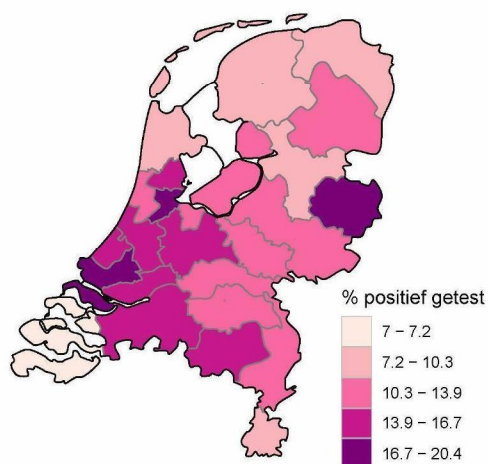 % positief getest
7 – 7.2
7.2 – 10.3
10.3 – 13.9
13.9 – 16.7
16.7 – 20.4